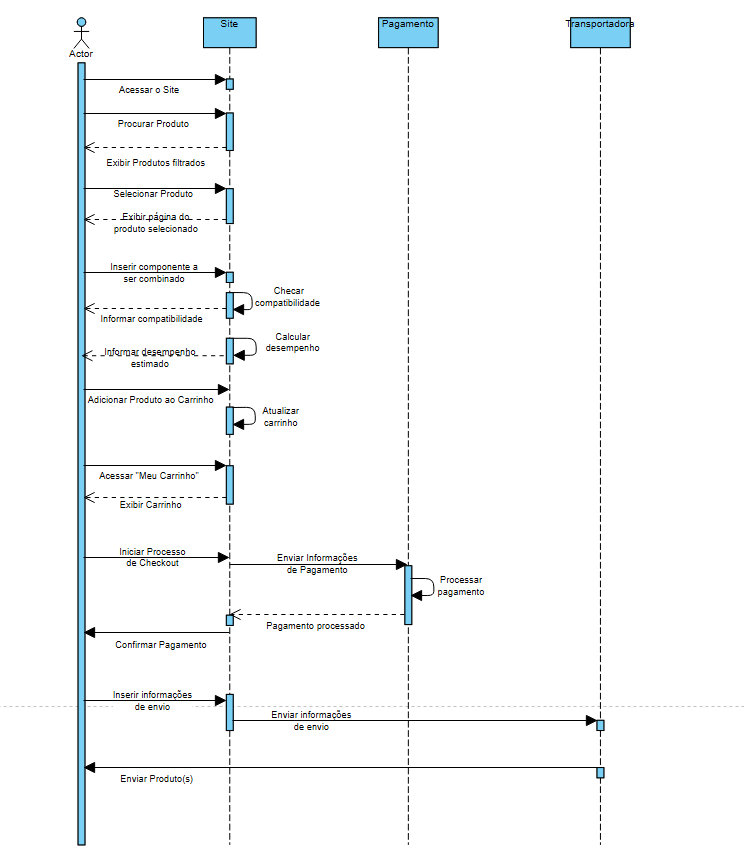 Site
Pagamento
Transportadora
Actor
Acessar o Site
Procurar Produto
Exibir Produtos filtrados
Selecionar Produto
Exibir página do
produto selecionado
Inserir componente a
ser combinado
Checar
compatibilidade
Informar compatibilidade
Calcular
desempenho
Informar desempenho
estimado
Adicionar Produto ao Carrinho
Atualizar
carrinho
Acessar "Meu Carrinho"
Exibir Carrinho
Iniciar Processo
de Checkout
Enviar Informações
de Pagamento
Processar
pagamento
Pagamento processado
Confirmar Pagamento
Inserir informações
de envio
Enviar informações
de envio
Enviar Produto(s)